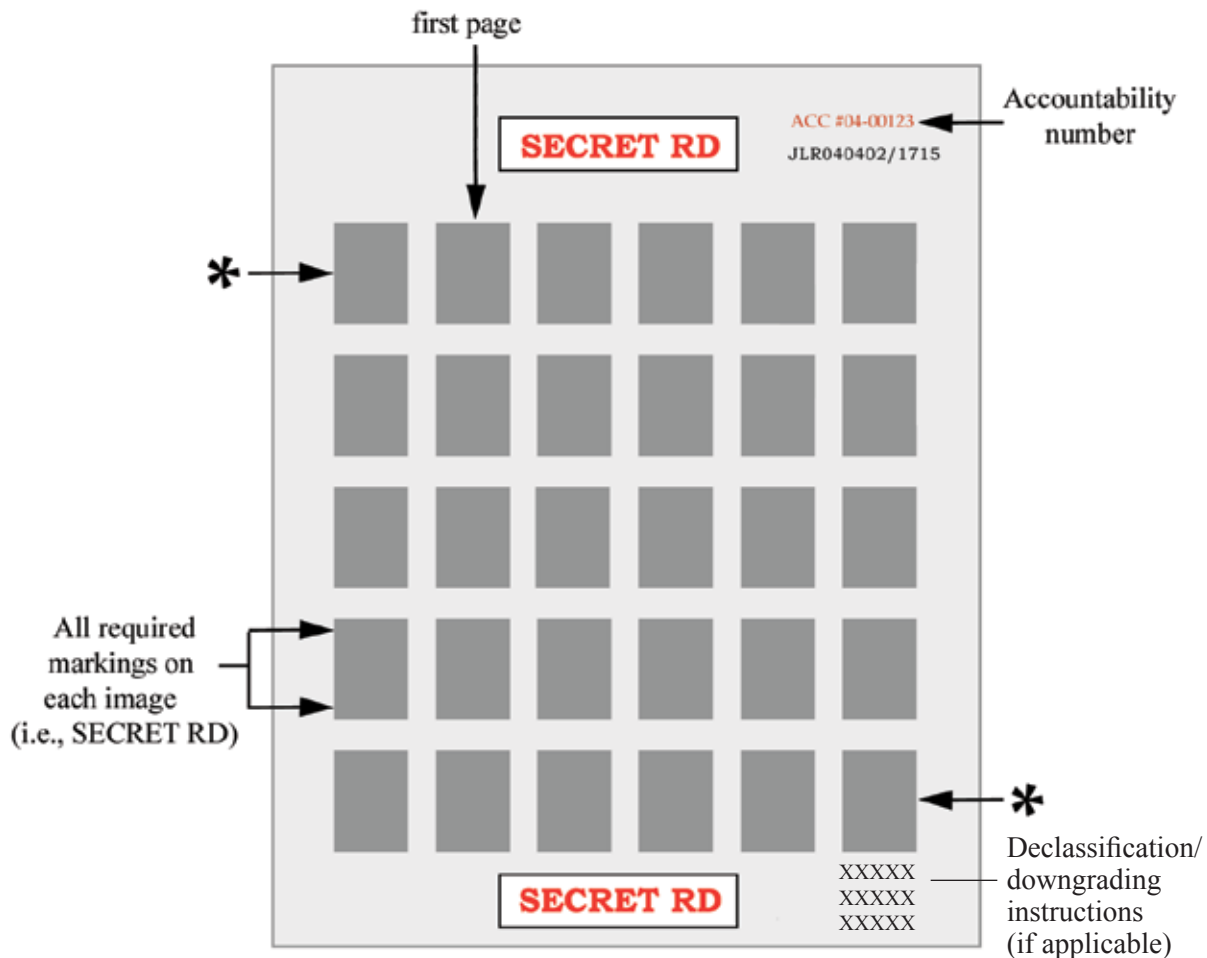 first page
SECRET RD
ACC #04-00123
JLR040402/1715
Accountability
number
*
All required
markings on
each image
(i.e., SECRET RD)
*
XXXXX
XXXXX
XXXXX
Declassification/
downgrading
instructions
(if applicable)
SECRET RD